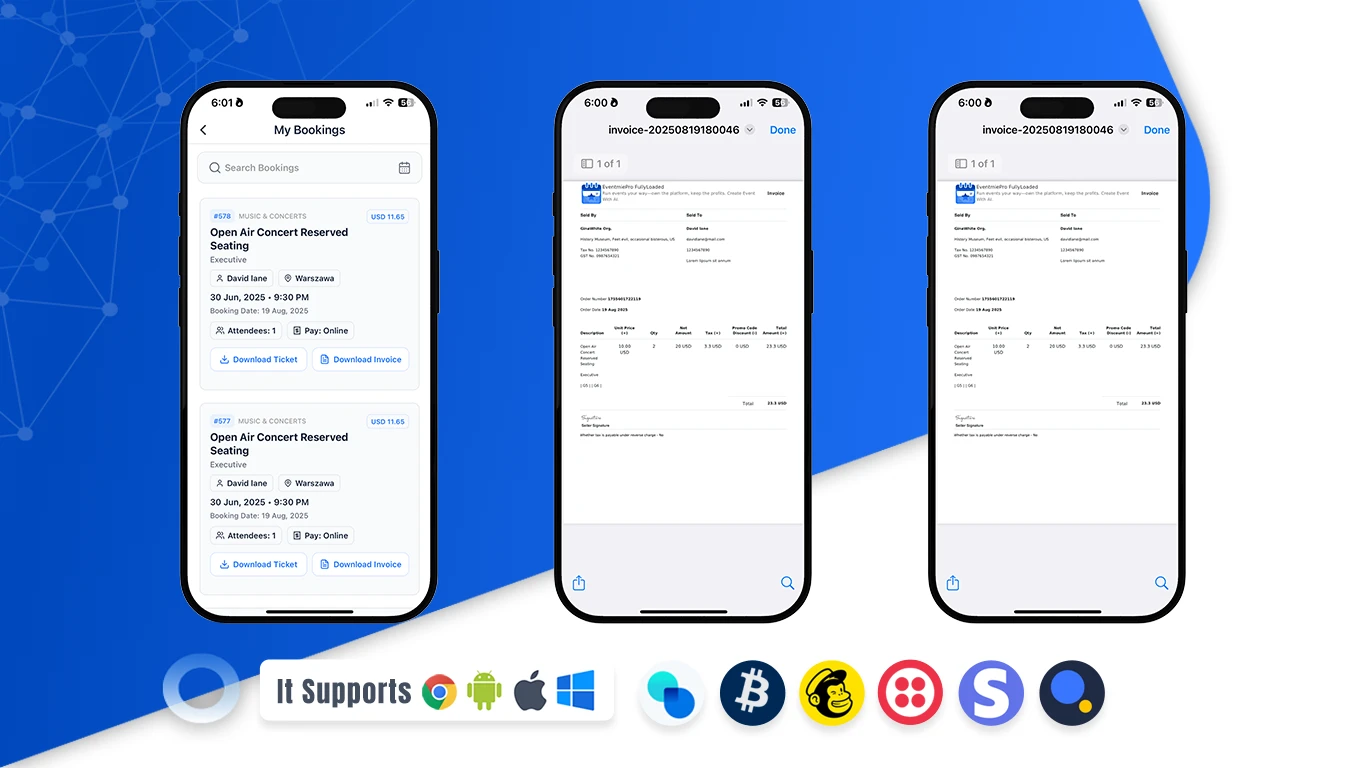 6:01
56
My Bookings
Search Bookings
#578 MUSIC & CONCERTS USD 11.65
Open Air Concert Reserved
Seating
Executive
David lane Warszawa
30 Jun, 2025 • 9:30 PM
Booking Date: 19 Aug, 2025
Attendees: 1 Pay: Online
Download Ticket Download Invoice
#577 MUSIC & CONCERTS USD 11.65
Open Air Concert Reserved
Seating
Executive
David lane Warszawa
30 Jun, 2025 • 9:30 PM
Booking Date: 19 Aug, 2025
Attendees: 1 Pay: Online
Download Ticket Download Invoice
6:00
56
invoice-20250819180046 Done
1 of 1
EventmiePro FullyLoaded
Fun events your way—own the platform, keep the profits. Create Event Invoice
With AI.
Sold By Sold To
GinaWhite Org. David lane
History Museum, Feet evil, accessional bisterious, US davidlane@mail.com
Tax No. 1234567890 1234567890
GST No. 0987654321
Lorem ipsum sit annum
Order Number 1755601722119
Order Date 19 Aug 2025
Description Unit Price (+) Qty Net Amount Tax (+) Promo Code Discount (-) Total Amount (=)
Open Air 10.00 2 20 USD 3.3 USD 0 USD 23.3 USD
Concert USD
Reserved
Seating
Executive
( G5 ) ( G6 )
Total 23.3 USD
Signature
Seller Signature
Whether tax is payable under reverse charge - No
6:00
56
invoice-20250819180046 Done
1 of 1
EventmiePro FullyLoaded
Fun events your way—own the platform, keep the profits. Create Event Invoice
With AI.
Sold By Sold To
GinaWhite Org. David lane
History Museum, Feet evil, accessional bisterious, US davidlane@mail.com
Tax No. 1234567890 1234567890
GST No. 0987654321
Lorem ipsum sit annum
Order Number 1755601722119
Order Date 19 Aug 2025
Description Unit Price (+) Qty Net Amount Tax (+) Promo Code Discount (-) Total Amount (=)
Open Air 10.00 2 20 USD 3.3 USD 0 USD 23.3 USD
Concert USD
Reserved
Seating
Executive
( G5 ) ( G6 )
Total 23.3 USD
Signature
Seller Signature
Whether tax is payable under reverse charge - No
It Supports
S